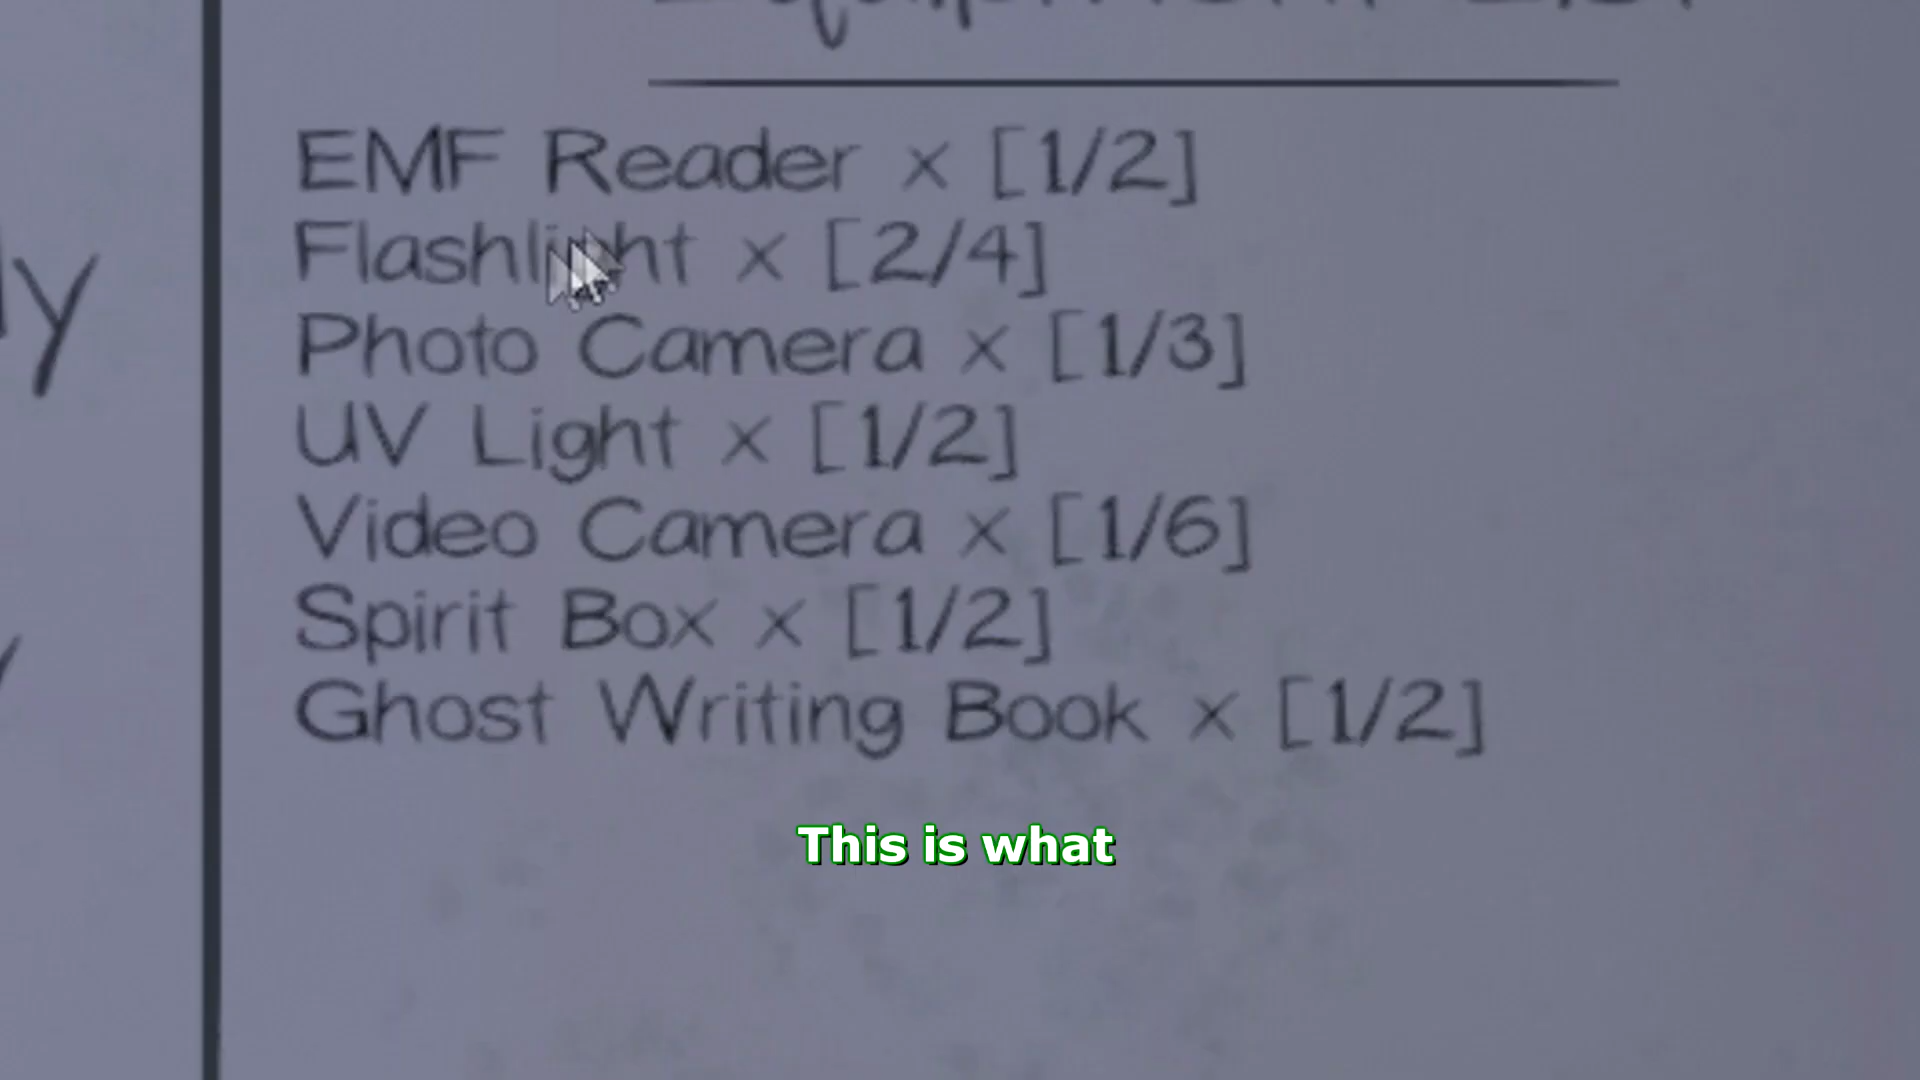 EMF Reader x [1/2]
Flashlight x [2/4]
Photo Camera x [1/3]
UV Light x [1/2]
Video Camera x [1/6]
Spirit Box x [1/2]
Ghost Writing Book x [1/2]
This is what